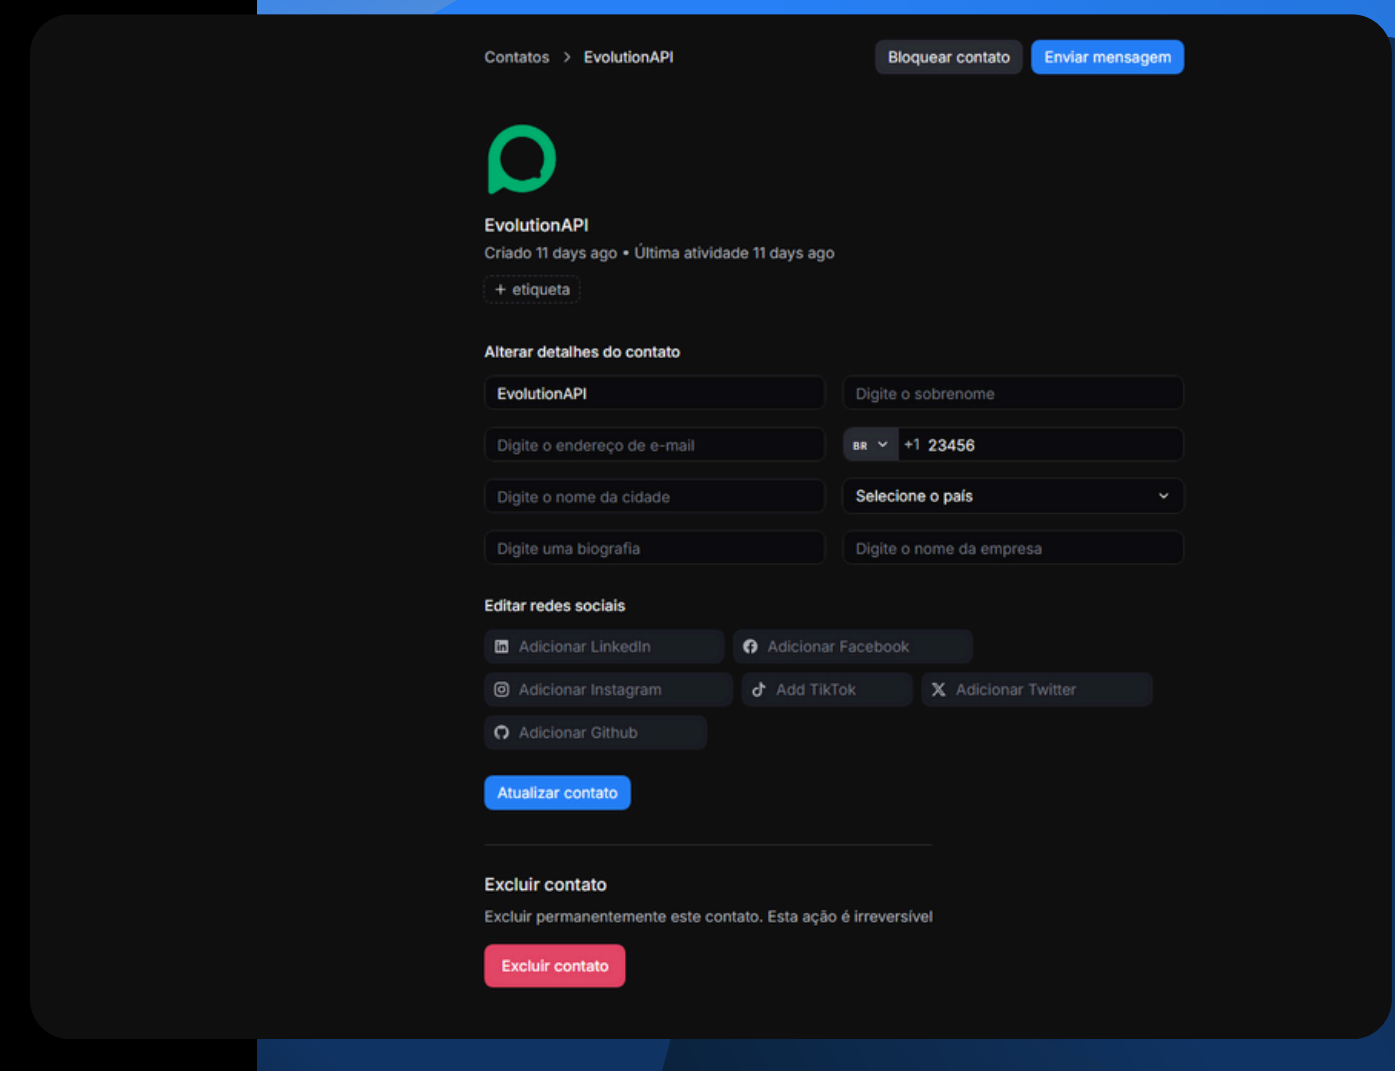 Contatos > EvolutionAPI
Bloquear contato
Enviar mensagem
EvolutionAPI
Criado 11 days ago • Última atividade 11 days ago
+ etiqueta
Alterar detalhes do contato
EvolutionAPI
Digite o sobrenome
Digite o endereço de e-mail
BR +1 23456
Digite o nome da cidade
Selecione o país
Digite uma biografia
Digite o nome da empresa
Editar redes sociais
Adicionar LinkedIn
Adicionar Facebook
Adicionar Instagram
Add TikTok
Adicionar Twitter
Adicionar Github
Atualizar contato
Excluir contato
Excluir permanentemente este contato. Esta ação é irreversível
Excluir contato